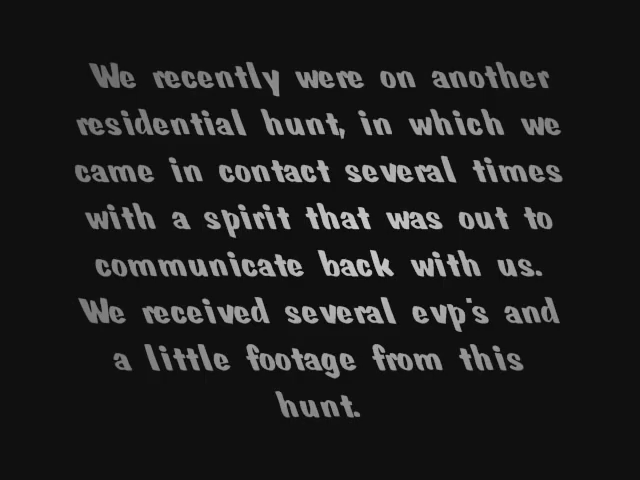 We recently were on another
residential hunt, in which we
came in contact several times
with a spirit that was out to
communicate back with us.
We received several evp's and
a little footage from this
hunt.